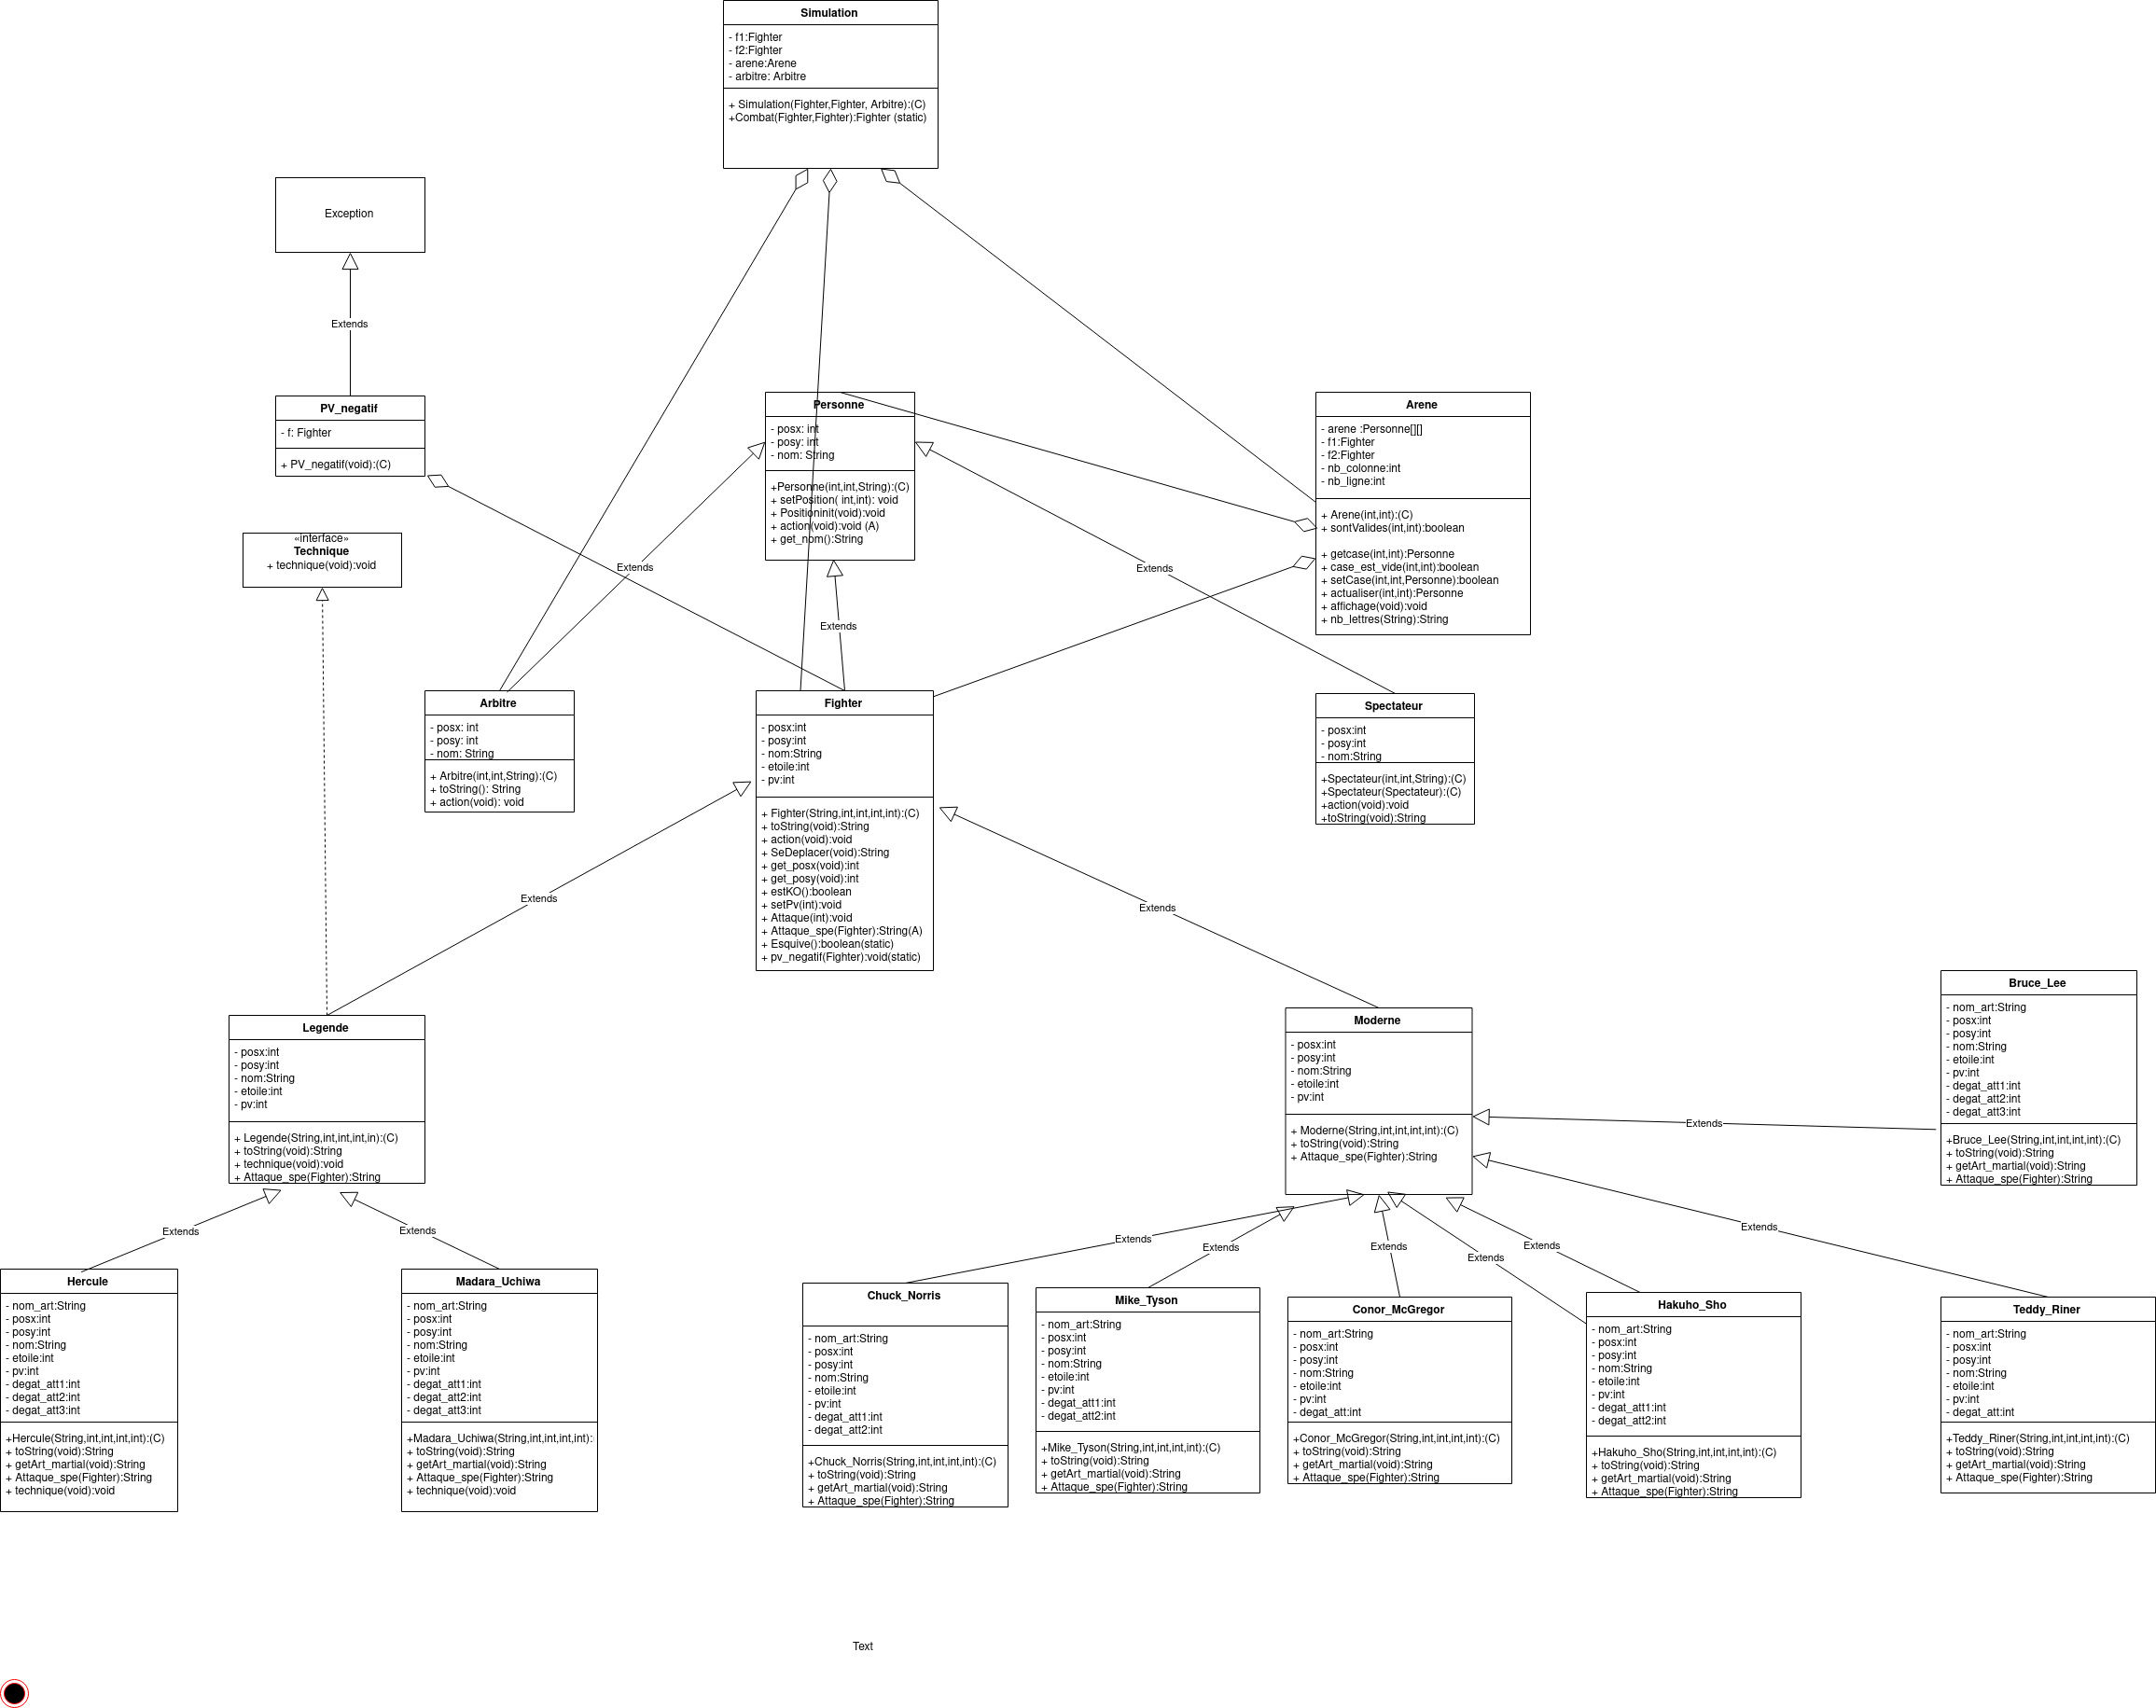 Simulation
- f1:Fighter
- f2:Fighter
- arene:Arene
- arbitre: Arbitre
+ Simulation(Fighter,Fighter, Arbitre):(C)
+Combat(Fighter,Fighter):Fighter (static)
Exception
Extends
PV_negatif
- f: Fighter
+ PV_negatif(void):(C)
«interface»
Technique
+ technique(void):void
Personne
- posx: int
- posy: int
- nom: String
+Personne(int,int,String):(C)
+ setPosition( int,int): void
+ Positioninit(void):void
+ action(void):void (A)
+ get_nom():String
Arene
- arene :Personne[][]
- f1:Fighter
- f2:Fighter
- nb_colonne:int
- nb_ligne:int
+ Arene(int,int):(C)
+ sontValides(int,int):boolean
+ getcase(int,int):Personne
+ case_est_vide(int,int):boolean
+ setCase(int,int,Personne):boolean
+ actualiser(int,int):Personne
+ affichage(void):void
+ nb_lettres(String):String
Extends
Extends
Extends
Arbitre
- posx: int
- posy: int
- nom: String
+ Arbitre(int,int,String):(C)
+ toString(): String
+ action(void): void
Fighter
- posx:int
- posy:int
- nom:String
- etoile:int
- pv:int
+ Fighter(String,int,int,int,int):(C)
+ toString(void):String
+ action(void):void
+ SeDeplacer(void):String
+ get_posx(void):int
+ get_posy(void):int
+ estKO():boolean
+ setPv(int):void
+ Attaque(int):void
+ Attaque_spe(Fighter):String(A)
+ Esquive():boolean(static)
+ pv_negatif(Fighter):void(static)
Spectateur
- posx:int
- posy:int
- nom:String
+Spectateur(int,int,String):(C)
+Spectateur(Spectateur):(C)
+action(void):void
+toString(void):String
Extends
Extends
Legende
- posx:int
- posy:int
- nom:String
- etoile:int
- pv:int
+ Legende(String,int,int,int,in):(C)
+ toString(void):String
+ technique(void):void
+ Attaque_spe(Fighter):String
Moderne
- posx:int
- posy:int
- nom:String
- etoile:int
- pv:int
+ Moderne(String,int,int,int,int):(C)
+ toString(void):String
+ Attaque_spe(Fighter):String
Bruce_Lee
- nom_art:String
- posx:int
- posy:int
- nom:String
- etoile:int
- pv:int
- degat_att1:int
- degat_att2:int
- degat_att3:int
+Bruce_Lee(String,int,int,int,int):(C)
+ toString(void):String
+ getArt_martial(void):String
+ Attaque_spe(Fighter):String
Extends
Extends
Extends
Extends
Extends
Extends
Extends
Extends
Extends
Hercule
- nom_art:String
- posx:int
- posy:int
- nom:String
- etoile:int
- pv:int
- degat_att1:int
- degat_att2:int
- degat_att3:int
+Hercule(String,int,int,int,int):(C)
+ toString(void):String
+ getArt_martial(void):String
+ Attaque_spe(Fighter):String
+ technique(void):void
Madara_Uchiwa
- nom_art:String
- posx:int
- posy:int
- nom:String
- etoile:int
- pv:int
- degat_att1:int
- degat_att2:int
- degat_att3:int
+Madara_Uchiwa(String,int,int,int,int):
+ toString(void):String
+ getArt_martial(void):String
+ Attaque_spe(Fighter):String
+ technique(void):void
Chuck_Norris
- nom_art:String
- posx:int
- posy:int
- nom:String
- etoile:int
- pv:int
- degat_att1:int
- degat_att2:int
+Chuck_Norris(String,int,int,int,int):(C)
+ toString(void):String
+ getArt_martial(void):String
+ Attaque_spe(Fighter):String
Mike_Tyson
- nom_art:String
- posx:int
- posy:int
- nom:String
- etoile:int
- pv:int
- degat_att1:int
- degat_att2:int
+Mike_Tyson(String,int,int,int,int):(C)
+ toString(void):String
+ getArt_martial(void):String
+ Attaque_spe(Fighter):String
Conor_McGregor
- nom_art:String
- posx:int
- posy:int
- nom:String
- etoile:int
- pv:int
- degat_att:int
+Conor_McGregor(String,int,int,int,int):(C)
+ toString(void):String
+ getArt_martial(void):String
+ Attaque_spe(Fighter):String
Hakuho_Sho
- nom_art:String
- posx:int
- posy:int
- nom:String
- etoile:int
- pv:int
- degat_att1:int
- degat_att2:int
+Hakuho_Sho(String,int,int,int,int):(C)
+ toString(void):String
+ getArt_martial(void):String
+ Attaque_spe(Fighter):String
Teddy_Riner
- nom_art:String
- posx:int
- posy:int
- nom:String
- etoile:int
- pv:int
- degat_att:int
+Teddy_Riner(String,int,int,int,int):(C)
+ toString(void):String
+ getArt_martial(void):String
+ Attaque_spe(Fighter):String
Text